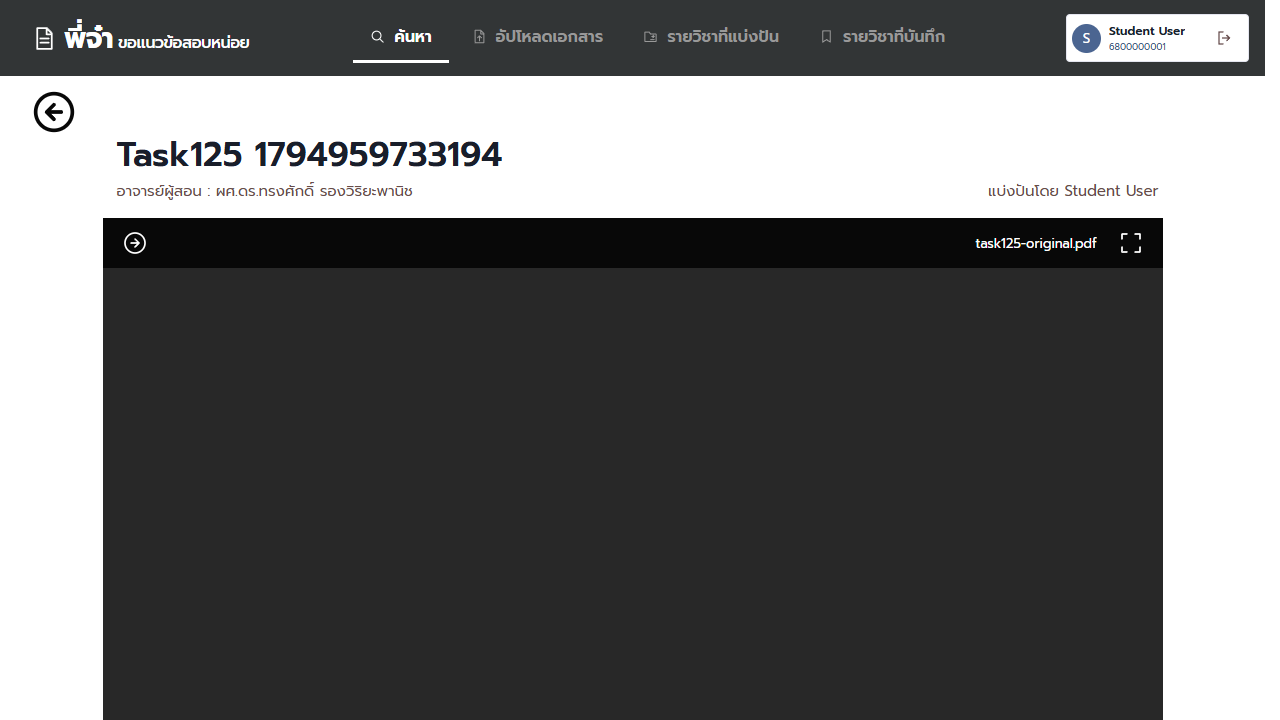 พี่จ๋า ขอแนวข้อสอบหน่อย
ค้นหา
อัปโหลดเอกสาร
รายวิชาที่แบ่งปัน
รายวิชาที่บันทึก
S
Student User
6800000001
Task125 1794959733194
อาจารย์ผู้สอน : ผศ.ดร.ทรงศักดิ์ รองวิริยะพานิช
แบ่งปันโดย Student User
task125-original.pdf